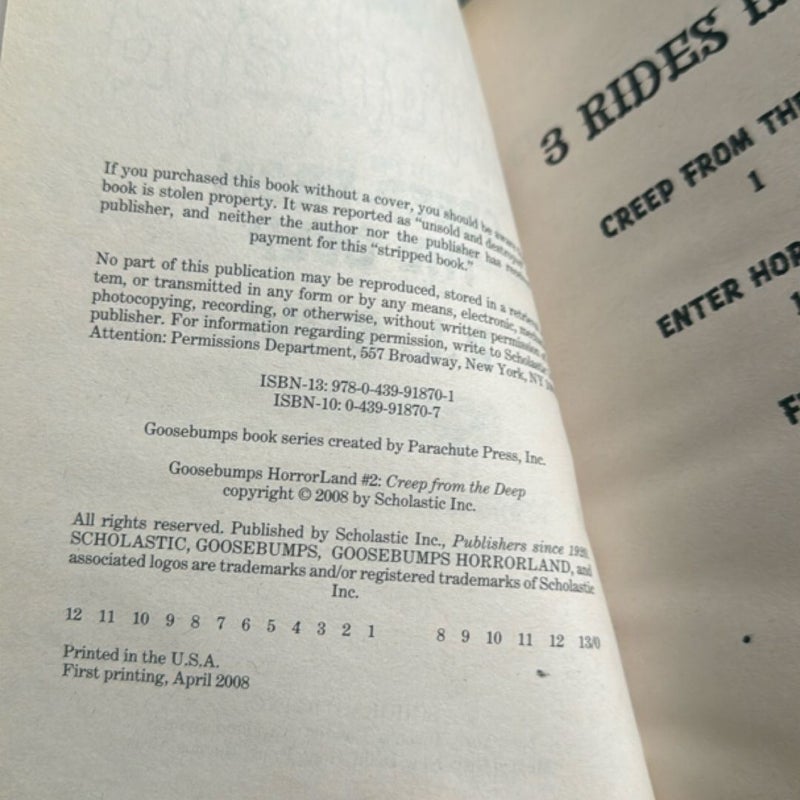 If you purchased this book without a cover, you should be aware
book is stolen property. It was reported as "unsold and destroyed
publisher, and neither the author nor the publisher has
payment for this "stripped book."
No part of this publication may be reproduced, stored in a
tem, or transmitted in any form or by any means, electronic,
photocopying, recording, or otherwise, without written permission
publisher. For information regarding permission, write to Scholastic
Attention: Permissions Department, 557 Broadway, New York, NY
ISBN-13: 978-0-439-91870-1
ISBN-10: 0-439-91870-7
Goosebumps book series created by Parachute Press, Inc.
Goosebumps HorrorLand #2: Creep from the Deep
copyright © 2008 by Scholastic Inc.
All rights reserved. Published by Scholastic Inc., Publishers since 1920.
SCHOLASTIC, GOOSEBUMPS, GOOSEBUMPS HORRORLAND, and
associated logos are trademarks and/or registered trademarks of Scholastic
Inc.
12 11 10 9 8 7 6 5 4 3 2 1 8 9 10 11 12 13/0
Printed in the U.S.A.
First printing, April 2008
3 RIDES
CREEP FROM THE
1
ENTER